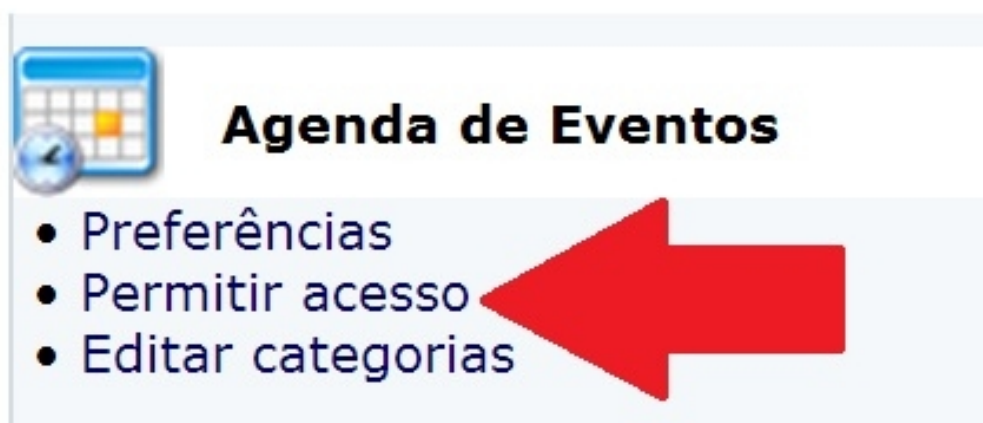 Agenda de Eventos
Preferências
Permitir acesso
Editar categorias